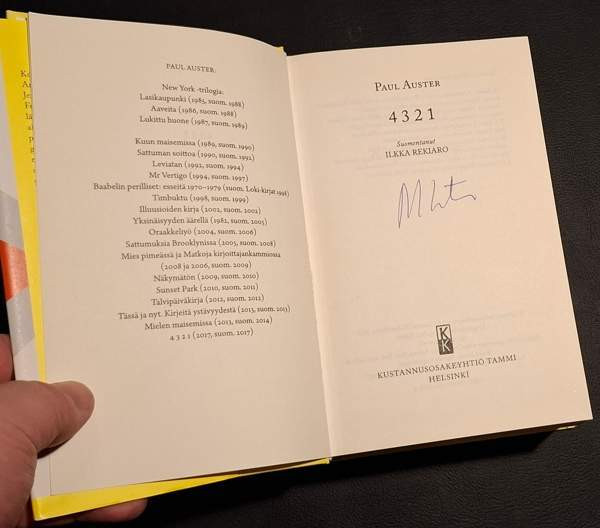 PAUL AUSTER:
New York -trilogia:
Lasikaupunki (1985, suom. 1988)
Aaveita (1986, suom. 1988)
Lukittu huone (1987, suom. 1989)
Kuun maisemissa (1989, suom. 1990)
Sattuman soittoa (1990, suom. 1992)
Leviatan (1992, suom. 1994)
Mr Vertigo (1994, suom. 1997)
Baabelin perilliset: esseitä 1970–1979 (suom. Loki-kirjat 1996)
Timbuktu (1998, suom. 1999)
Illuusioiden kirja (2002, suom. 2002)
Yksinäisyyden äärellä (1982, suom. 2005)
Oraakkeliyö (2004, suom. 2006)
Sattumuksia Brooklynissa (2005, suom. 2008)
Mies pimeässä ja Matkoja kirjoittajankammiossa
(2008 ja 2006, suom. 2009)
Näkymätön (2009, suom. 2010)
Sunset Park (2010, suom. 2011)
Talvipäiväkirja (2012, suom. 2012)
Tässä ja nyt. Kirjeitä ystävyydestä (2013, suom. 2013)
Mielen maisemissa (2013, suom. 2014)
4 3 2 1 (2017, suom. 2017)
PAUL AUSTER
4 3 2 1
Suomentanut
ILKKA REKIARO
K
K
KUSTANNUSOSAKEYHTIÖ TAMMI
HELSINKI